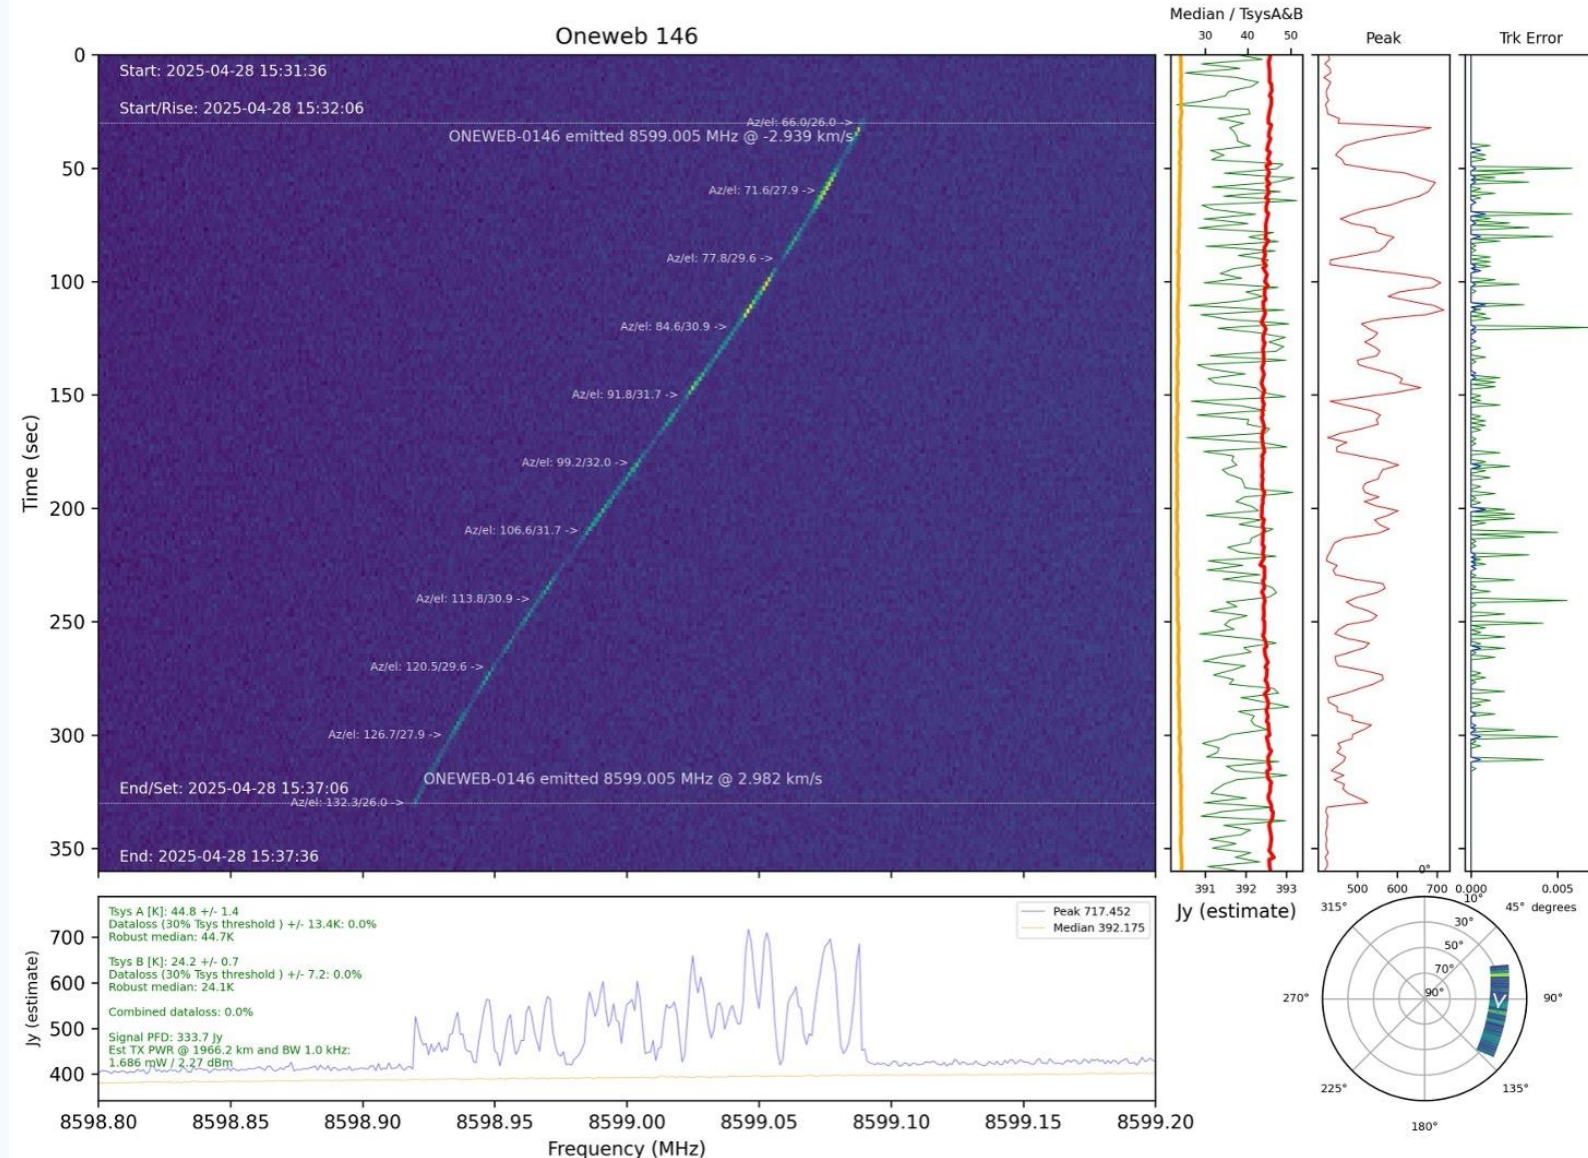 Oneweb 146
Median / TsysA&B
30 40 50
Peak
Trk Error
0
50
100
150
200
250
300
350
Time (sec)
Start: 2025-04-28 15:31:36
Start/Rise: 2025-04-28 15:32:06
Az/el: 66.0/26.0 ->
ONEWEB-0146 emitted 8599.005 MHz @ -2.939 km/s
Az/el: 71.6/27.9 ->
Az/el: 77.8/29.6 ->
Az/el: 84.6/30.9 ->
Az/el: 91.8/31.7 ->
Az/el: 99.2/32.0 ->
Az/el: 106.6/31.7 ->
Az/el: 113.8/30.9 ->
Az/el: 120.5/29.6 ->
Az/el: 126.7/27.9 ->
ONEWEB-0146 emitted 8599.005 MHz @ 2.982 km/s
End/Set: 2025-04-28 15:37:06
Az/el: 132.3/26.0 ->
End: 2025-04-28 15:37:36
391 392 393
Jy (estimate)
500 600 700
0.000 0.005
degrees
Jy (estimate)
700
600
500
400
Tsys A [K]: 44.8 +/- 1.4
Dataloss (30% Tsys threshold ) +/- 13.4K: 0.0%
Robust median: 44.7K
Tsys B [K]: 24.2 +/- 0.7
Dataloss (30% Tsys threshold ) +/- 7.2: 0.0%
Robust median: 24.1K
Combined dataloss: 0.0%
Signal PFD: 333.7 Jy
Est TX PWR @ 1966.2 km and BW 1.0 kHz:
1.686 mW / 2.27 dBm
Peak 717.452
Median 392.175
8598.80 8598.85 8598.90 8598.95 8599.00 8599.05 8599.10 8599.15 8599.20
Frequency (MHz)
0°
45°
90°
135°
180°
225°
270°
315°
10°
30°
50°
70°
90°